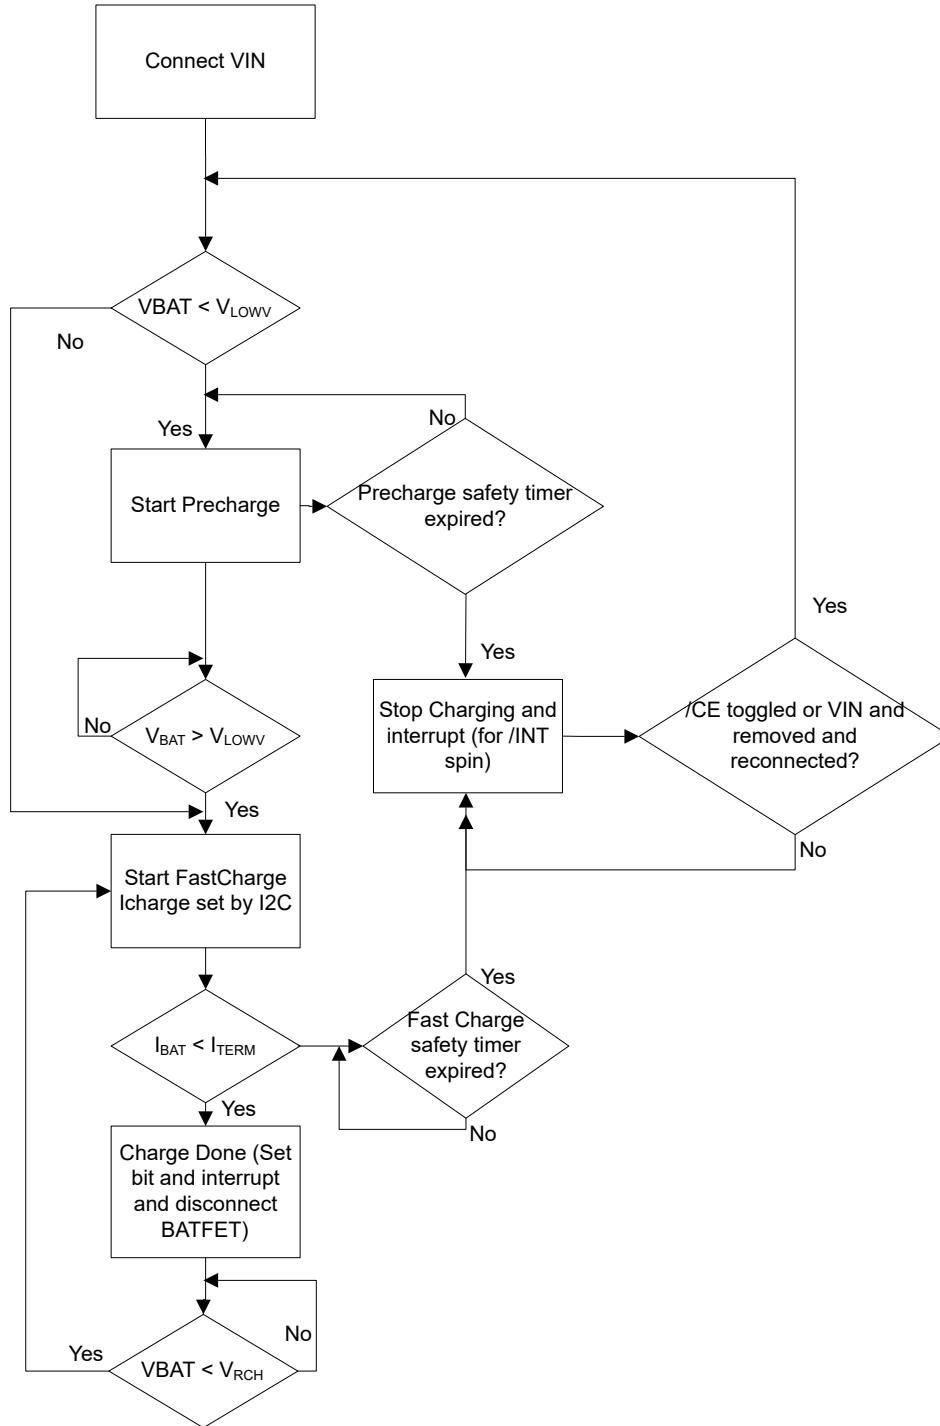 Connect VIN
VBAT < VLOWV
No
Yes
No
Start Precharge
Precharge safety timer
expired?
Yes
Yes
No
VBAT > VLOWV
Stop Charging and
interrupt (for /INT
spin)
/CE toggled or VIN and
removed and
reconnected?
Yes
No
Start FastCharge
Icharge set by I2C
Yes
IBAT < ITERM
Fast Charge
safety timer
expired?
Yes
No
Charge Done (Set
bit and interrupt
and disconnect
BATFET)
No
Yes
VBAT < VRCH